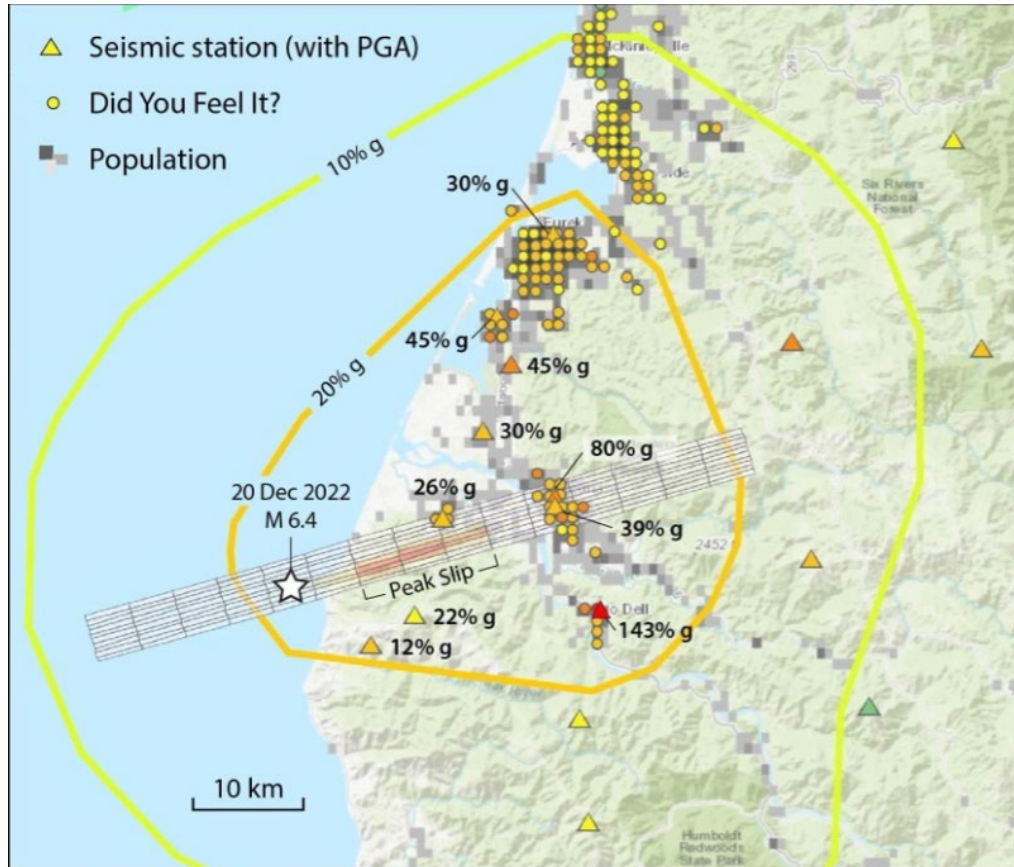 Seismic station (with PGA)
Did You Feel It?
Population
10% g
299
30% g
Six Rivers
National
Forest
45% g
45% g
20% g
30% g
80% g
20 Dec 2022
M 6.4
26% g
39% g
2452
Peak Slip
22% g
143% g
12% g
10 km
Humboldt
Redwoods
State Park